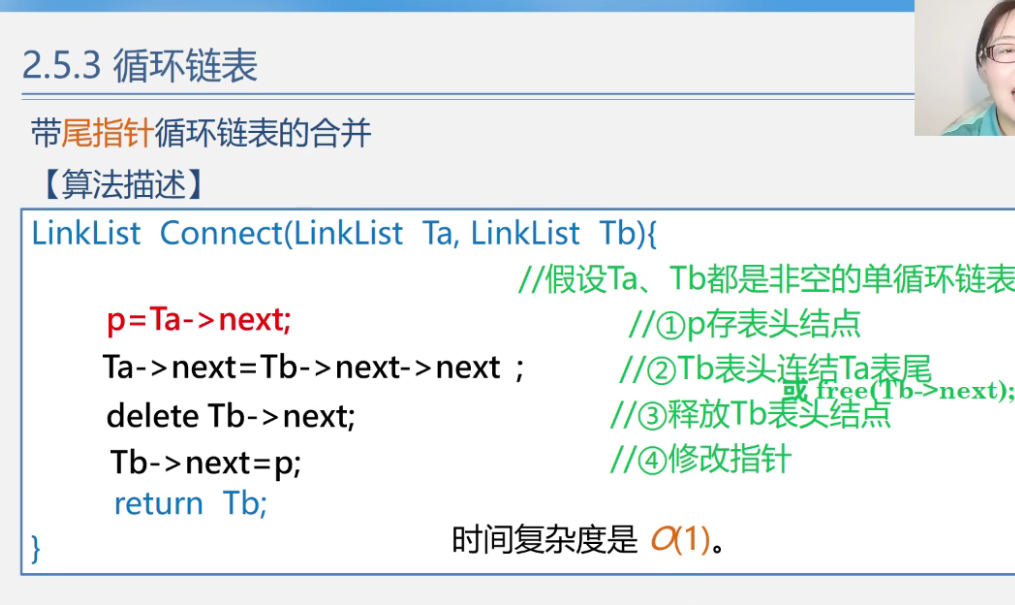 2.5.3 循环链表
带尾指针循环链表的合并
【算法描述】
LinkList Connect(LinkList Ta, LinkList Tb){
//假设Ta、Tb都是非空的单循环链表
p=Ta->next; //①p存表头结点
Ta->next=Tb->next->next ; //②Tb表头连结Ta表尾
或 free(Tb->next);
delete Tb->next; //③释放Tb表头结点
Tb->next=p; //④修改指针
return Tb;
}
时间复杂度是 O(1)。